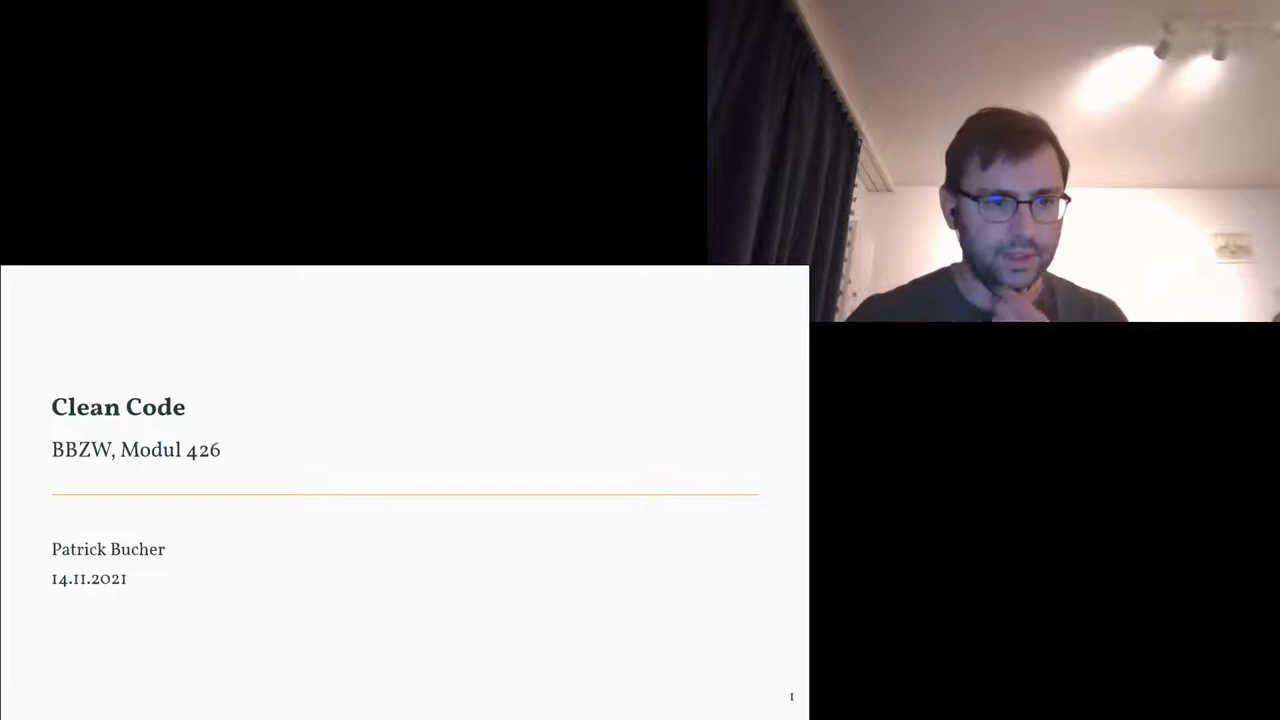 Clean Code
BBZW, Modul 426
Patrick Bucher
14.11.2021
1